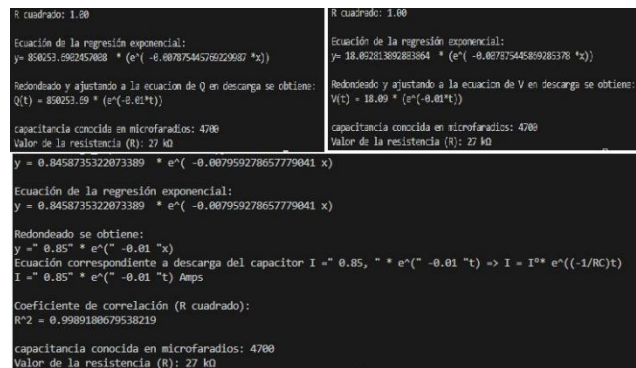 R cuadrado: 1.00
Ecuación de la regresión exponencial:
y= 850253.6902457088 * (e^( -0.00787544576229987 *x))
Redondeado y ajustando a la ecuacion de Q en descarga se obtiene:
Q(t) = 850253.69 * (e^(-0.01*t))
capacitancia conocida en microfaradios: 4700
Valor de la resistencia (R): 27 kΩ
R cuadrado: 1.00
Ecuación de la regresión exponencial:
y= 18.092813892883864 * (e^( -0.007875445869285378 *x))
Redondeado y ajustando a la ecuacion de V en descarga se obtiene:
V(t) = 18.09 * (e^(-0.01*t))
capacitancia conocida en microfaradios: 4700
Valor de la resistencia (R): 27 kΩ
y = 0.8458735322073389 * e^( -0.007959278657779041 x)
Ecuación de la regresión exponencial:
y = 0.8458735322073389 * e^( -0.007959278657779041 x)
Redondeado se obtiene:
y =" 0.85" * e^(" -0.01 "x)
Ecuación correspondiente a descarga del capacitor I =" 0.85, " * e^(" -0.01 "t) => I = Iº* e^((-1/RC)t)
I =" 0.85" * e^(" -0.01 "t) Amps
Coeficiente de correlación (R cuadrado):
R^2 = 0.9989180679538219
capacitancia conocida en microfaradios: 4700
Valor de la resistencia (R): 27 kΩ